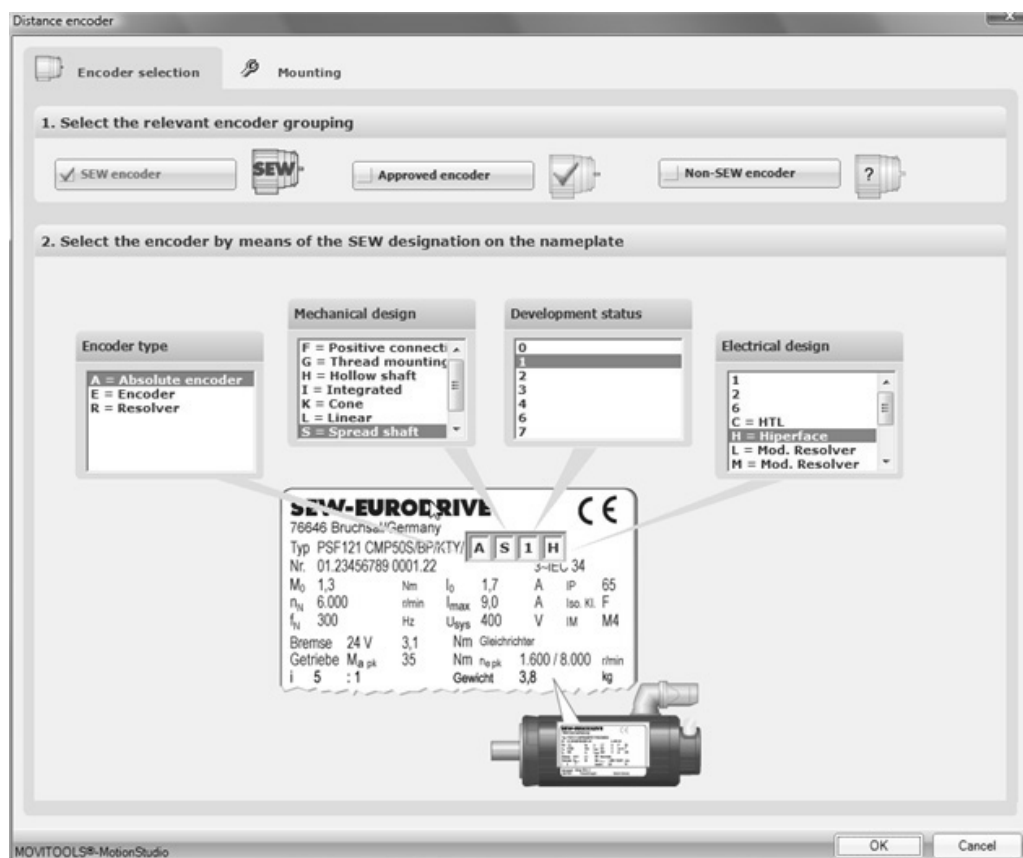 Distance encoder
Encoder selection
Mounting
1. Select the relevant encoder grouping
SEW encoder
SEW
Approved encoder
Non-SEW encoder
?
2. Select the encoder by means of the SEW designation on the nameplate
Encoder type
A = Absolute encoder
E = Encoder
R = Resolver
Mechanical design
F = Positive connecti
G = Thread mounting
H = Hollow shaft
I = Integrated
K = Cone
L = Linear
S = Spread shaft
Development status
0
1
2
3
4
6
7
Electrical design
1
2
6
C = HTL
H = Hiperface
L = Mod. Resolver
M = Mod. Resolver
SEW-EURODRIVE CE
76646 Bruchsal/Germany
Typ PSF121 CMP50S/BP/KTY/ A S 1 H
Nr. 01.23456789 0001.22 3~IEC 34
M0 1,3 Nm I0 1,7 A IP 65
nN 6.000 r/min Imax 9,0 A Iso. Kl. F
fN 300 Hz Usys 400 V IM M4
Bremse 24 V 3,1 Nm Gleichrichter
Getriebe Ma pk 35 Nm ne pk 1.600 / 8.000 r/min
i 5 :1 Gewicht 3,8 kg
SEW-EURODRIVE
MOVITOOLS®-MotionStudio
OK
Cancel